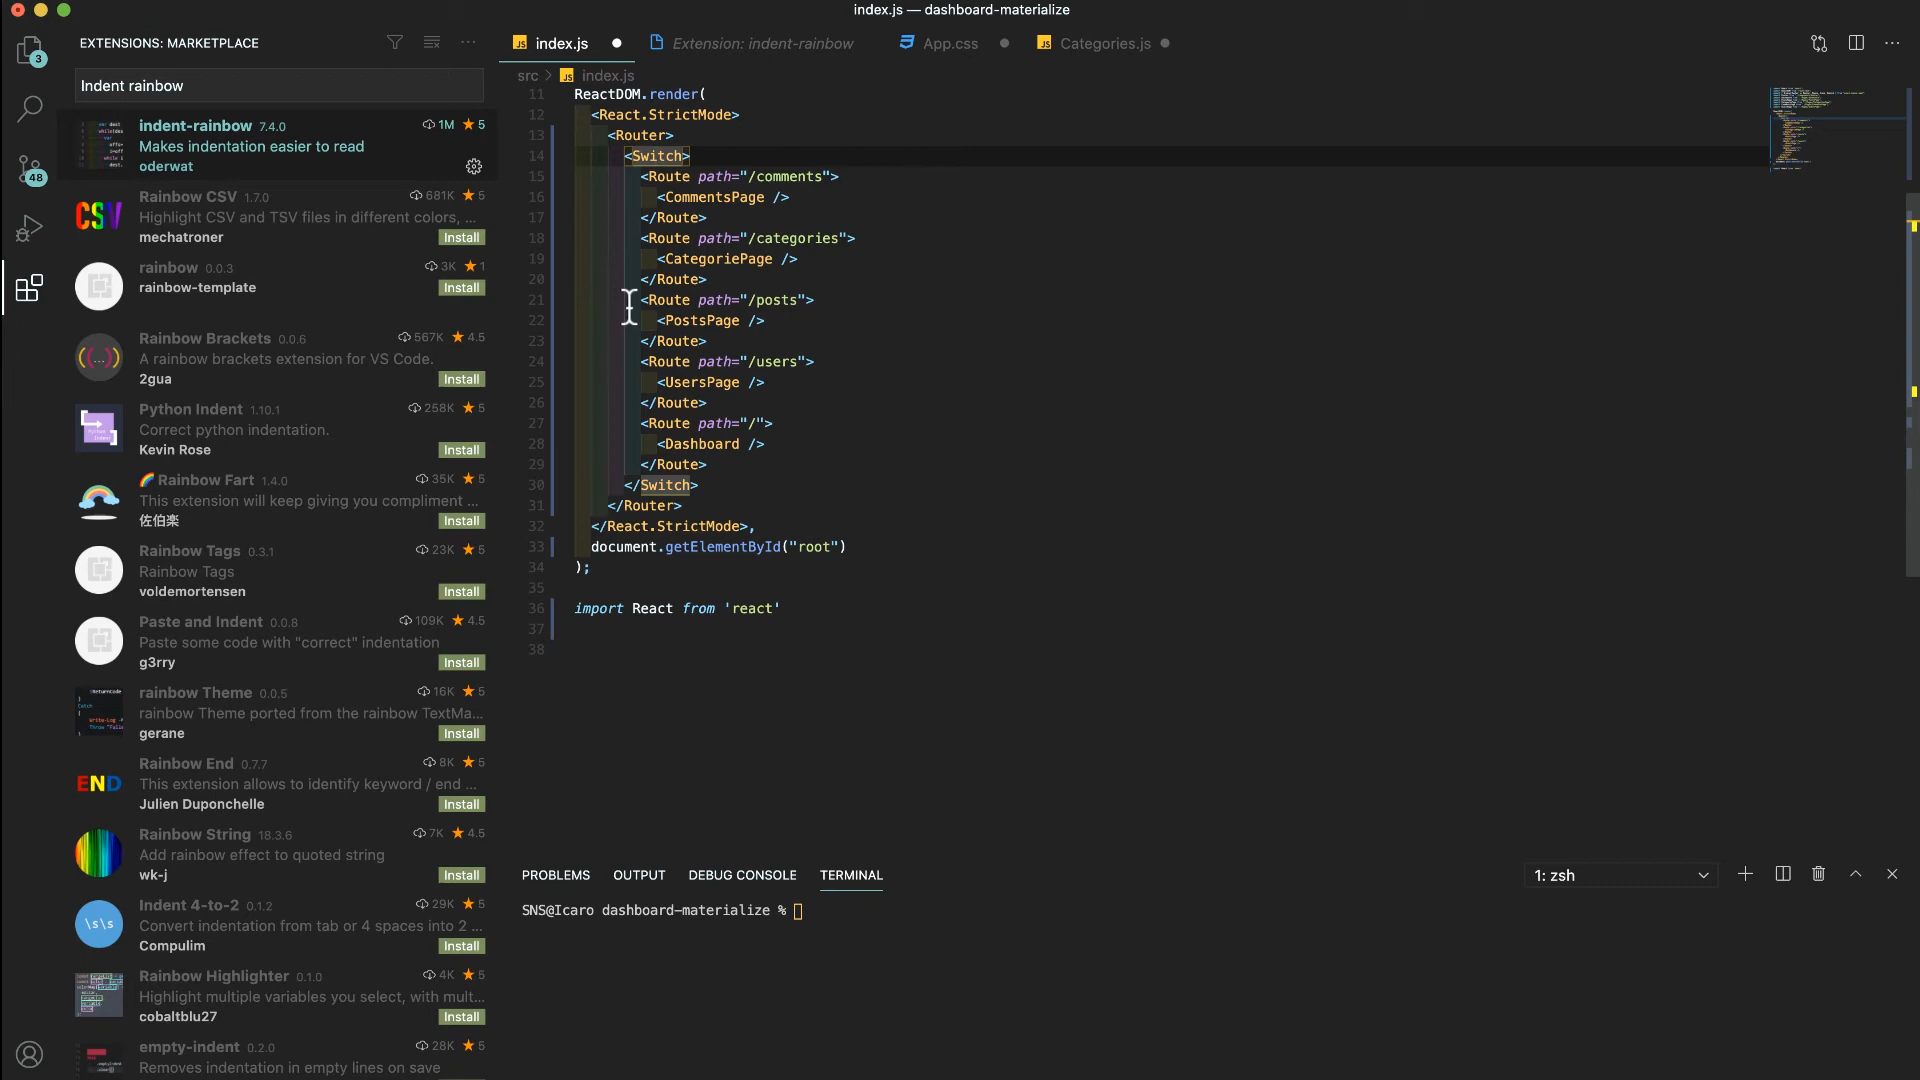 index.js — dashboard-materialize
EXTENSIONS: MARKETPLACE
Indent rainbow
indent-rainbow 7.4.0 1M ★ 5
Makes indentation easier to read
oderwat
Rainbow CSV 1.7.0 681K ★ 5
Highlight CSV and TSV files in different colors, ...
mechatroner Install
rainbow 0.0.3 3K ★ 1
rainbow-template Install
Rainbow Brackets 0.0.6 567K ★ 4.5
A rainbow brackets extension for VS Code.
2gua Install
Python Indent 1.10.1 258K ★ 5
Correct python indentation.
Kevin Rose Install
🌈 Rainbow Fart 1.4.0 35K ★ 5
This extension will keep giving you compliment ...
佐伯楽 Install
Rainbow Tags 0.3.1 23K ★ 5
Rainbow Tags
voldemortensen Install
Paste and Indent 0.0.8 109K ★ 4.5
Paste some code with "correct" indentation
g3rry Install
rainbow Theme 0.0.5 16K ★ 5
rainbow Theme ported from the rainbow TextMa...
gerane Install
Rainbow End 0.7.7 8K ★ 5
This extension allows to identify keyword / end ...
Julien Duponchelle Install
Rainbow String 18.3.6 7K ★ 4.5
Add rainbow effect to quoted string
wk-j Install
Indent 4-to-2 0.1.2 29K ★ 5
Convert indentation from tab or 4 spaces into 2 ...
Compulim Install
Rainbow Highlighter 0.1.0 4K ★ 5
Highlight multiple variables you select, with mult...
cobaltblu27 Install
empty-indent 0.2.0 28K ★ 5
Removes indentation in empty lines on save
3
48
CSV
(...)
END
\s\s
index.js Extension: indent-rainbow App.css Categories.js
src > index.js
11 ReactDOM.render(
12 <React.StrictMode>
13 <Router>
14 <Switch>
15 <Route path="/comments">
16 <CommentsPage />
17 </Route>
18 <Route path="/categories">
19 <CategoriePage />
20 </Route>
21 <Route path="/posts">
22 <PostsPage />
23 </Route>
24 <Route path="/users">
25 <UsersPage />
26 </Route>
27 <Route path="/">
28 <Dashboard />
29 </Route>
30 </Switch>
31 </Router>
32 </React.StrictMode>,
33 document.getElementById("root")
34 );
35
36 import React from 'react'
37
38
PROBLEMS OUTPUT DEBUG CONSOLE TERMINAL 1: zsh
SNS@Icaro dashboard-materialize %